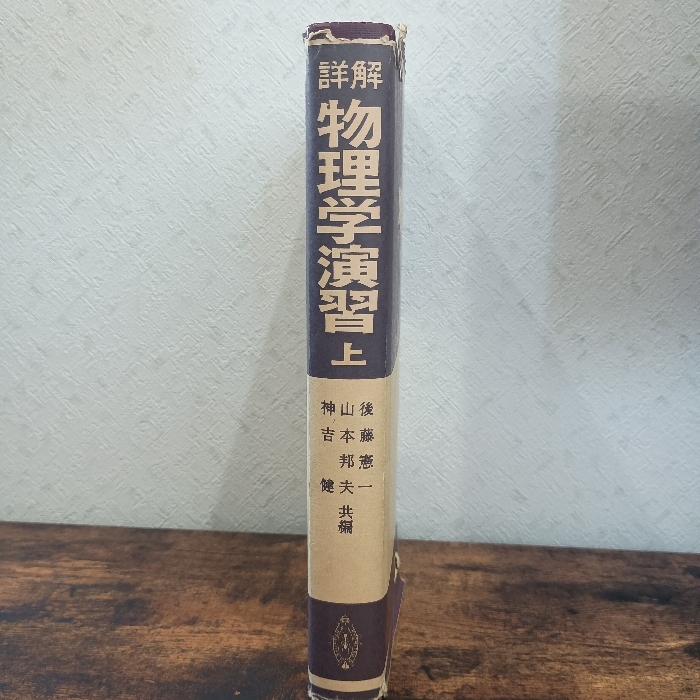 詳解
物理学演習
上
後藤憲一
山本邦夫
神吉健
共編